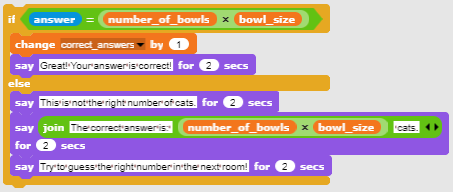 if answer = number_of_bowls × bowl_size
change correct_answers by 1
say Great! Your answer is correct! for 2 secs
else
say This is not the right number of cats. for 2 secs
say join The correct answer is: number_of_bowls × bowl_size cats.
for 2 secs
say Try to guess the right number in the next room! for 2 secs